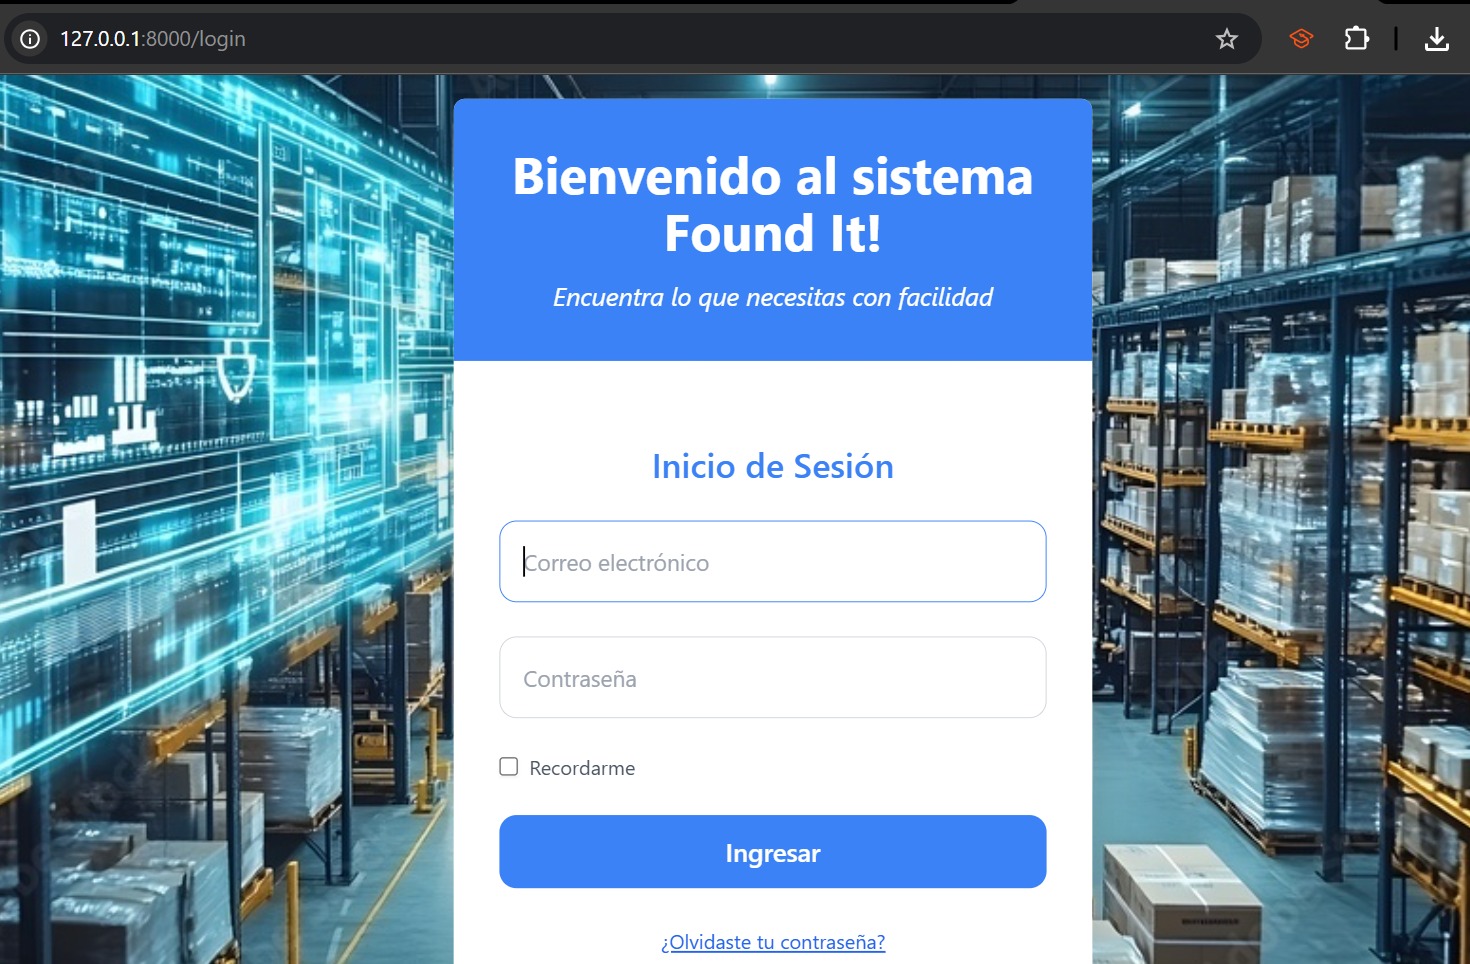 127.0.0.1:8000/login
Bienvenido al sistema
Found It!
Encuentra lo que necesitas con facilidad
Inicio de Sesión
Correo electrónico
Contraseña
Recordarme
Ingresar
¿Olvidaste tu contraseña?